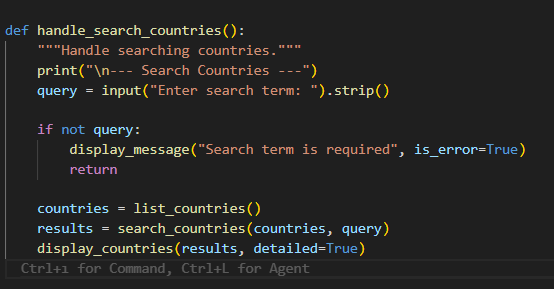 def handle_search_countries():
    """Handle searching countries."""
    print("\n--- Search Countries ---")
    query = input("Enter search term: ").strip()

    if not query:
        display_message("Search term is required", is_error=True)
        return

    countries = list_countries()
    results = search_countries(countries, query)
    display_countries(results, detailed=True)
Ctrl+ı for Command, Ctrl+L for Agent